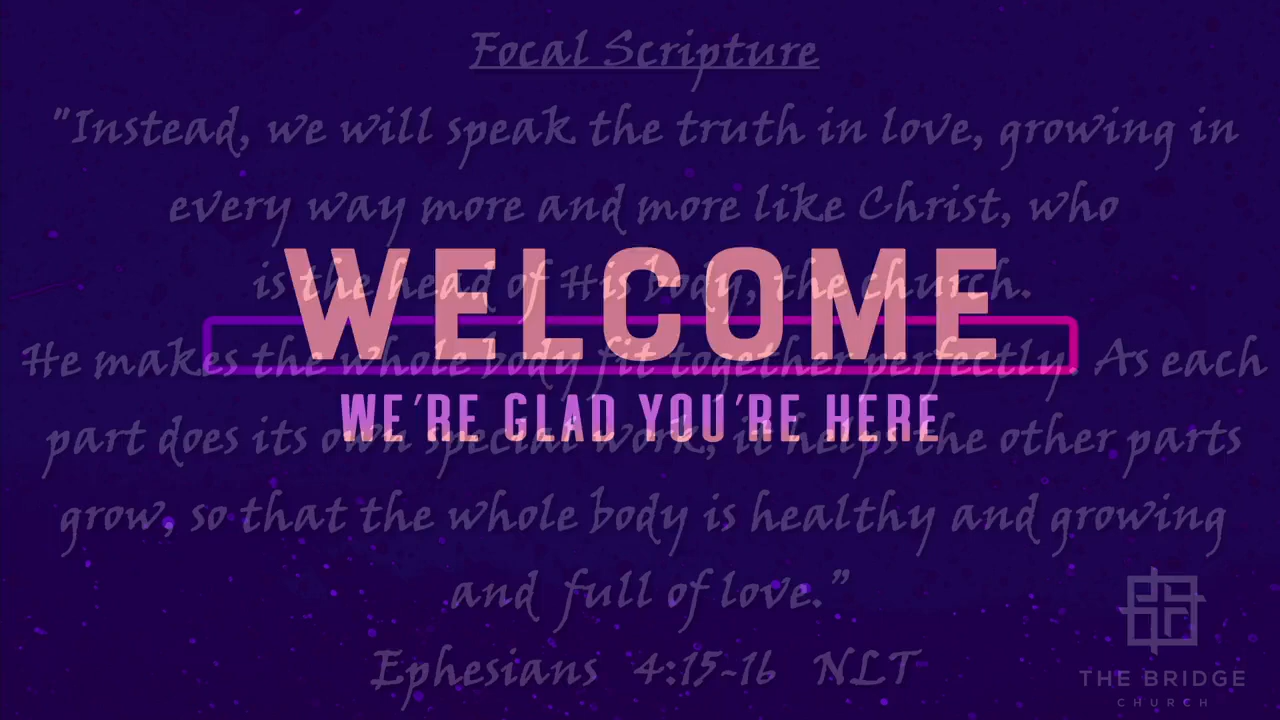 Focal Scripture
"Instead, we will speak the truth in love, growing in
every way more and more like Christ, who
is the head of His body, the church.
WELCOME
He makes the whole body fit together perfectly. As each
WE'RE GLAD YOU'RE HERE
part does its own special work, it helps the other parts
grow, so that the whole body is healthy and growing
and full of love."
Ephesians 4:15-16 NLT
THE BRIDGE
CHURCH